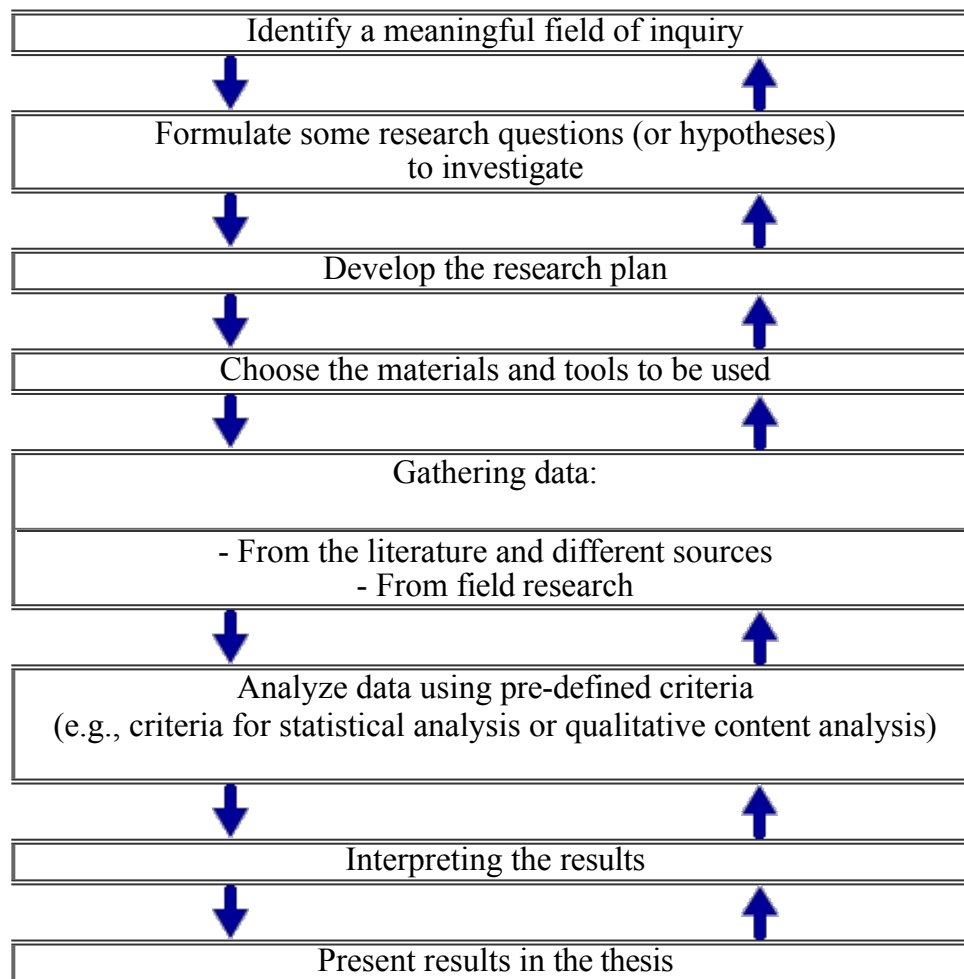 Identify a meaningful field of inquiry
Formulate some research questions (or hypotheses)
to investigate
Develop the research plan
Choose the materials and tools to be used
Gathering data:
- From the literature and different sources
- From field research
Analyze data using pre-defined criteria
(e.g., criteria for statistical analysis or qualitative content analysis)
Interpreting the results
Present results in the thesis